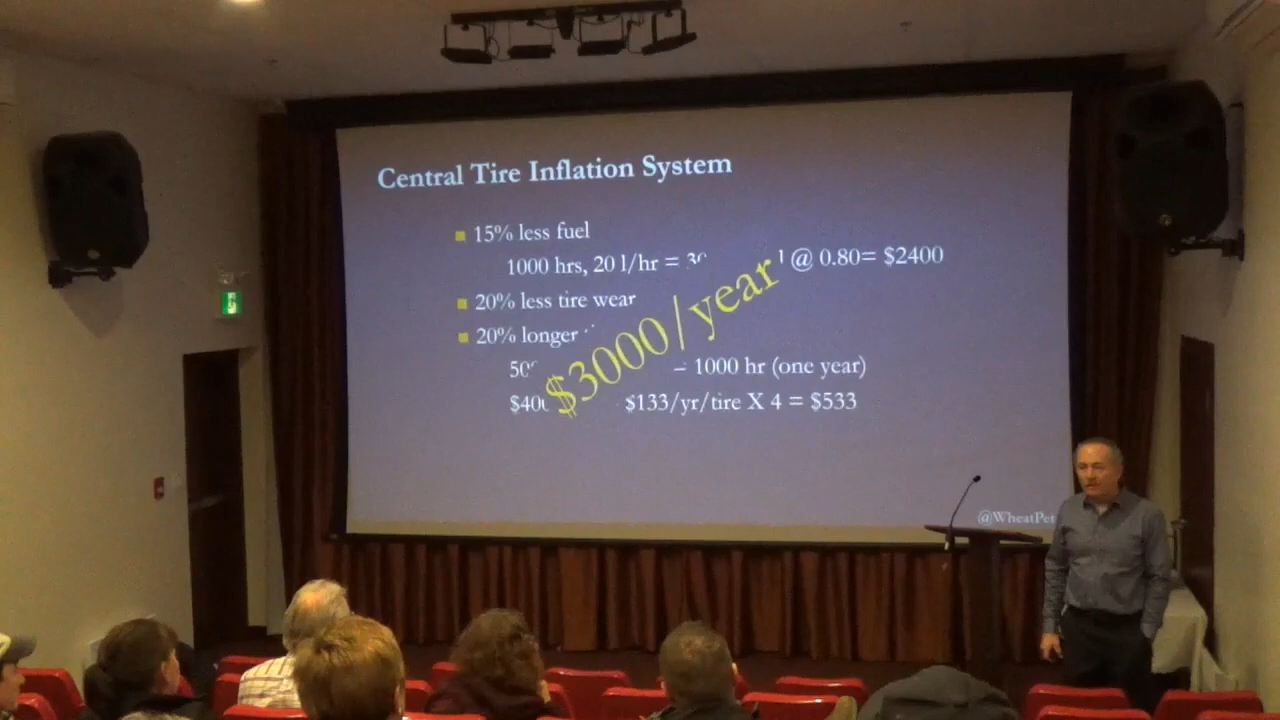 Central Tire Inflation System
15% less fuel
1000 hrs, 20 l/hr = @ 0.80= $2400
20% less tire wear
20% longer
$3000/year
– 1000 hr (one year)
$133/yr/tire X 4 = $533
@WheatPet